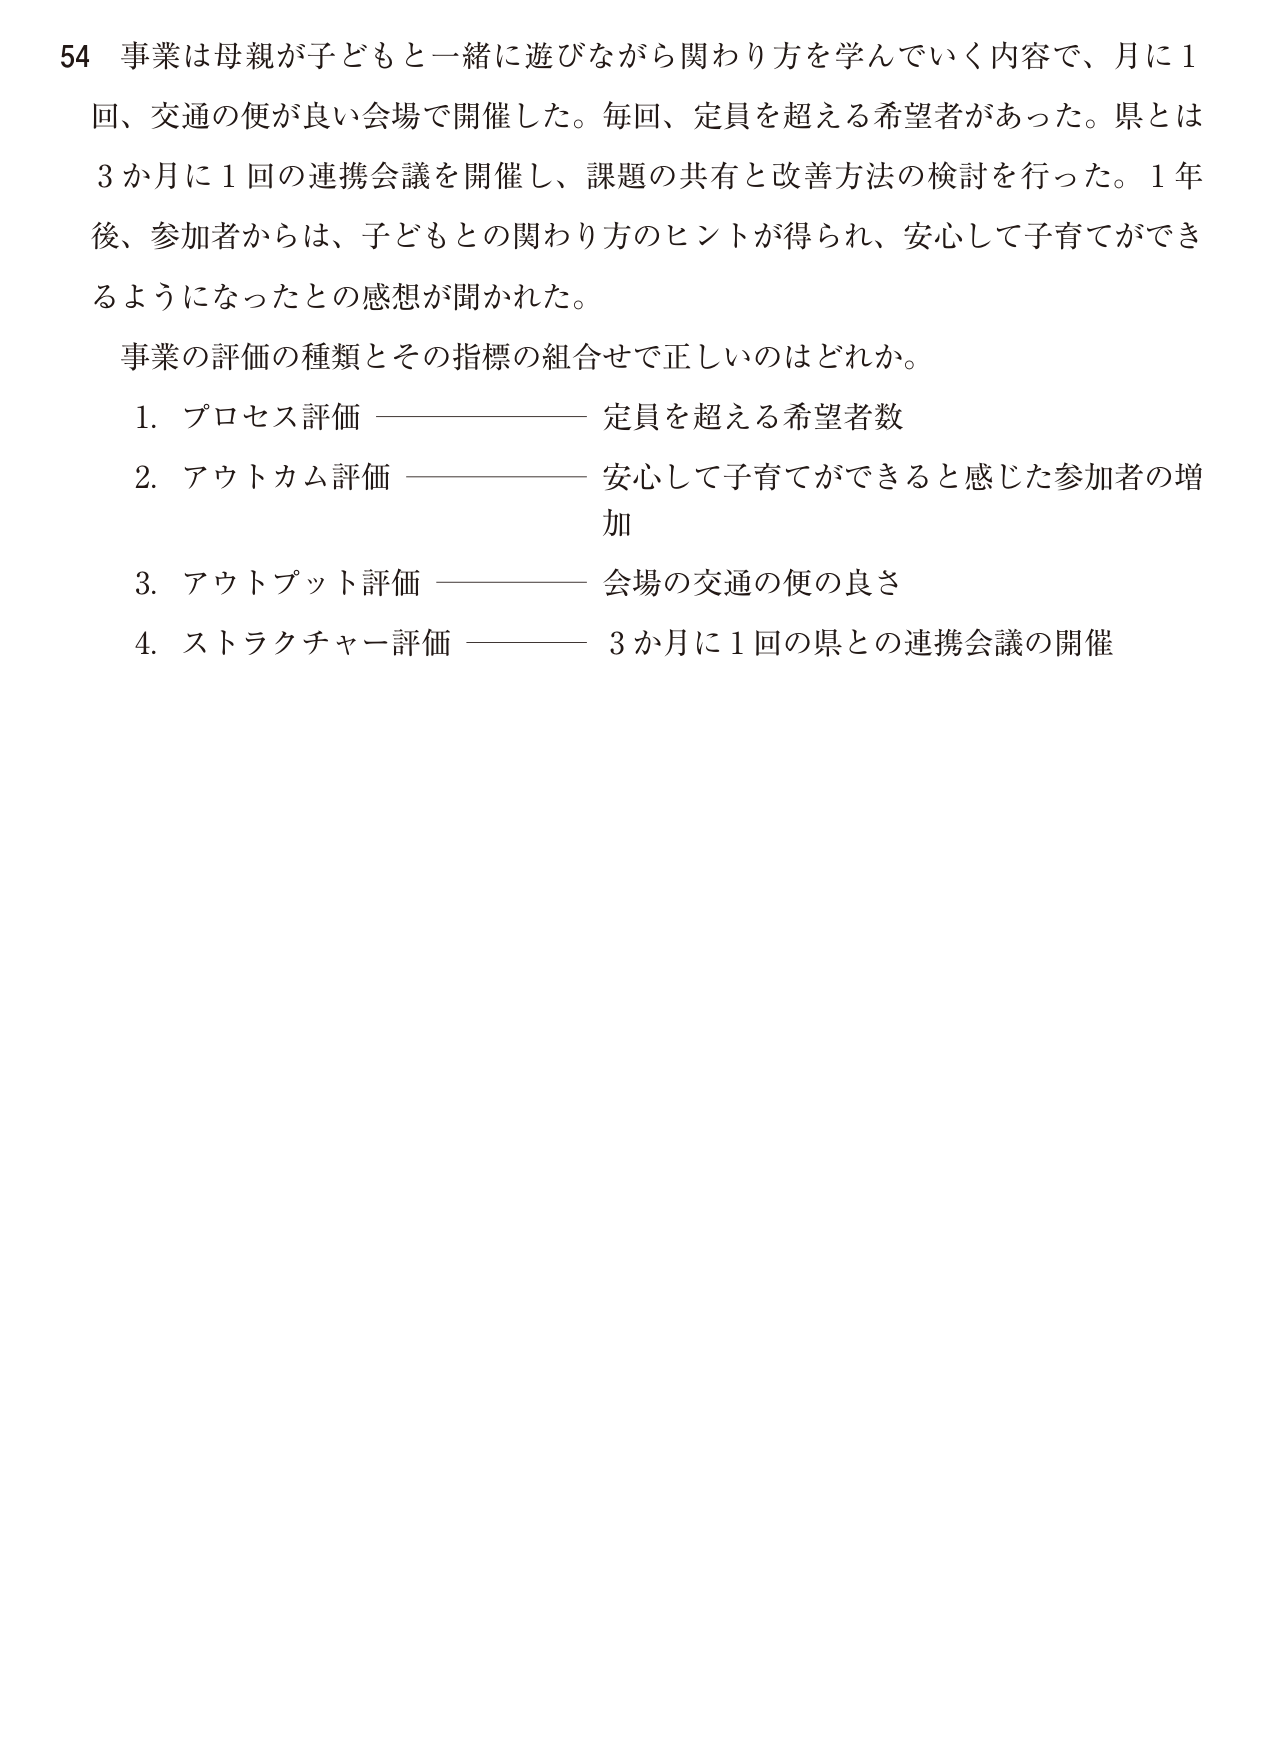 54 事業は母親が子どもと一緒に遊びながら関わり方を学んでいく内容で、月に1
回、交通の便が良い会場で開催した。毎回、定員を超える希望者があった。県とは
3か月に1回の連携会議を開催し、課題の共有と改善方法の検討を行った。1年
後、参加者からは、子どもとの関わり方のヒントが得られ、安心して子育てができ
るようになったとの感想が聞かれた。
事業の評価の種類とその指標の組合せで正しいのはどれか。
1. プロセス評価 ――――――― 定員を超える希望者数
2. アウトカム評価 ―――――― 安心して子育てができると感じた参加者の増
加
3. アウトプット評価 ――――― 会場の交通の便の良さ
4. ストラクチャー評価 ―――― 3か月に1回の県との連携会議の開催